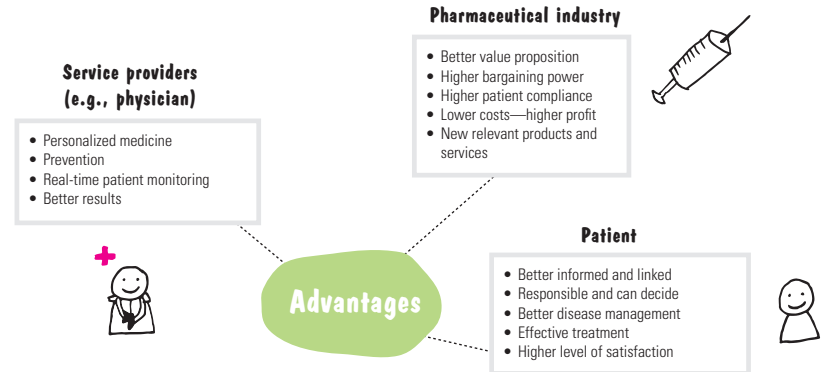 Pharmaceutical industry
• Better value proposition
• Higher bargaining power
• Higher patient compliance
• Lower costs—higher profit
• New relevant products and
services
Service providers
(e.g., physician)
• Personalized medicine
• Prevention
• Real-time patient monitoring
• Better results
Advantages
Patient
• Better informed and linked
• Responsible and can decide
• Better disease management
• Effective treatment
• Higher level of satisfaction